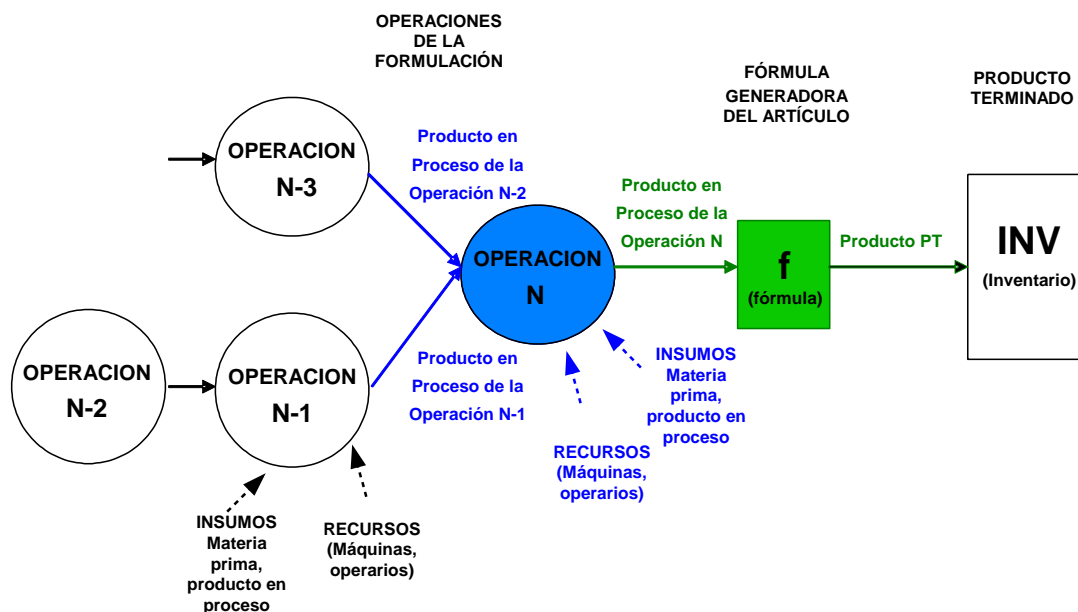 OPERACIONES
DE LA
FORMULACIÓN
FÓRMULA
GENERADORA
DEL ARTÍCULO
PRODUCTO
TERMINADO
OPERACION
N-3
Producto en
Proceso de la
Operación N-2
OPERACION
N
Producto en
Proceso de la
Operación N
f
(fórmula)
Producto PT
INV
(Inventario)
OPERACION
N-2
OPERACION
N-1
Producto en
Proceso de la
Operación N-1
INSUMOS
Materia
prima,
producto en
proceso
RECURSOS
(Máquinas,
operarios)
INSUMOS
Materia
prima,
producto en
proceso
RECURSOS
(Máquinas,
operarios)